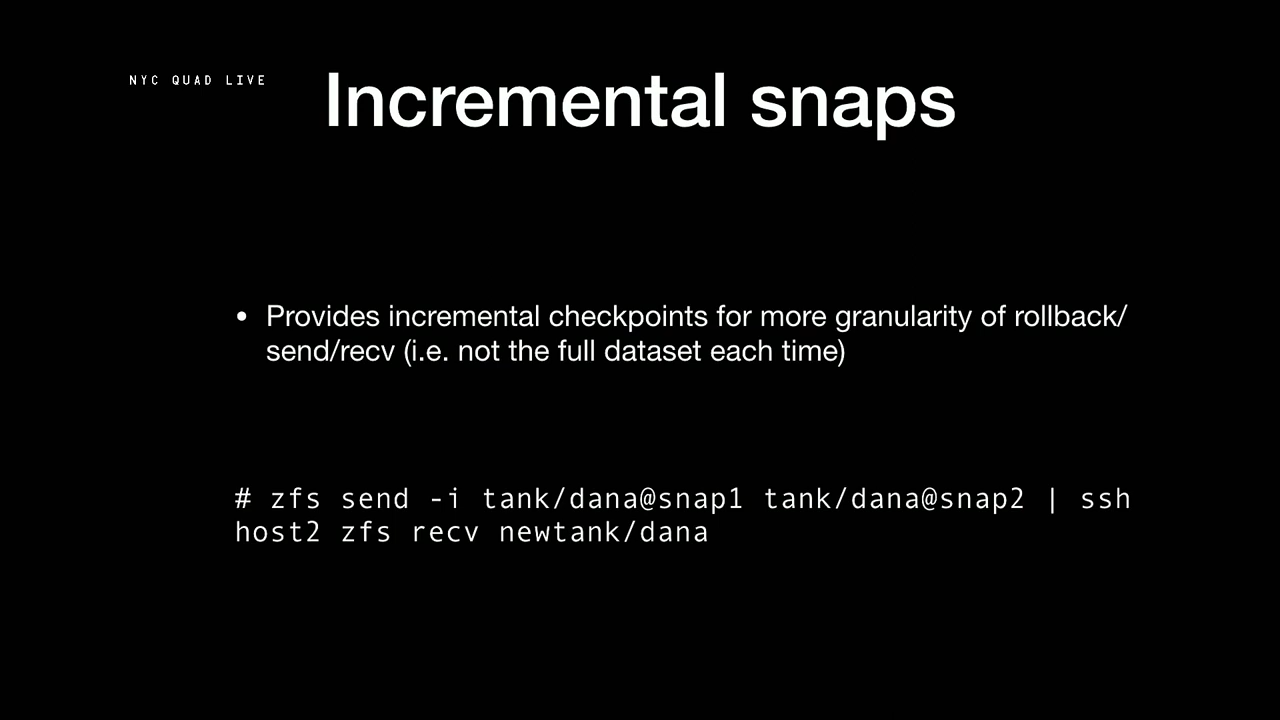 NYC QUAD LIVE
Incremental snaps
• Provides incremental checkpoints for more granularity of rollback/
send/recv (i.e. not the full dataset each time)
# zfs send -i tank/dana@snap1 tank/dana@snap2 | ssh
host2 zfs recv newtank/dana